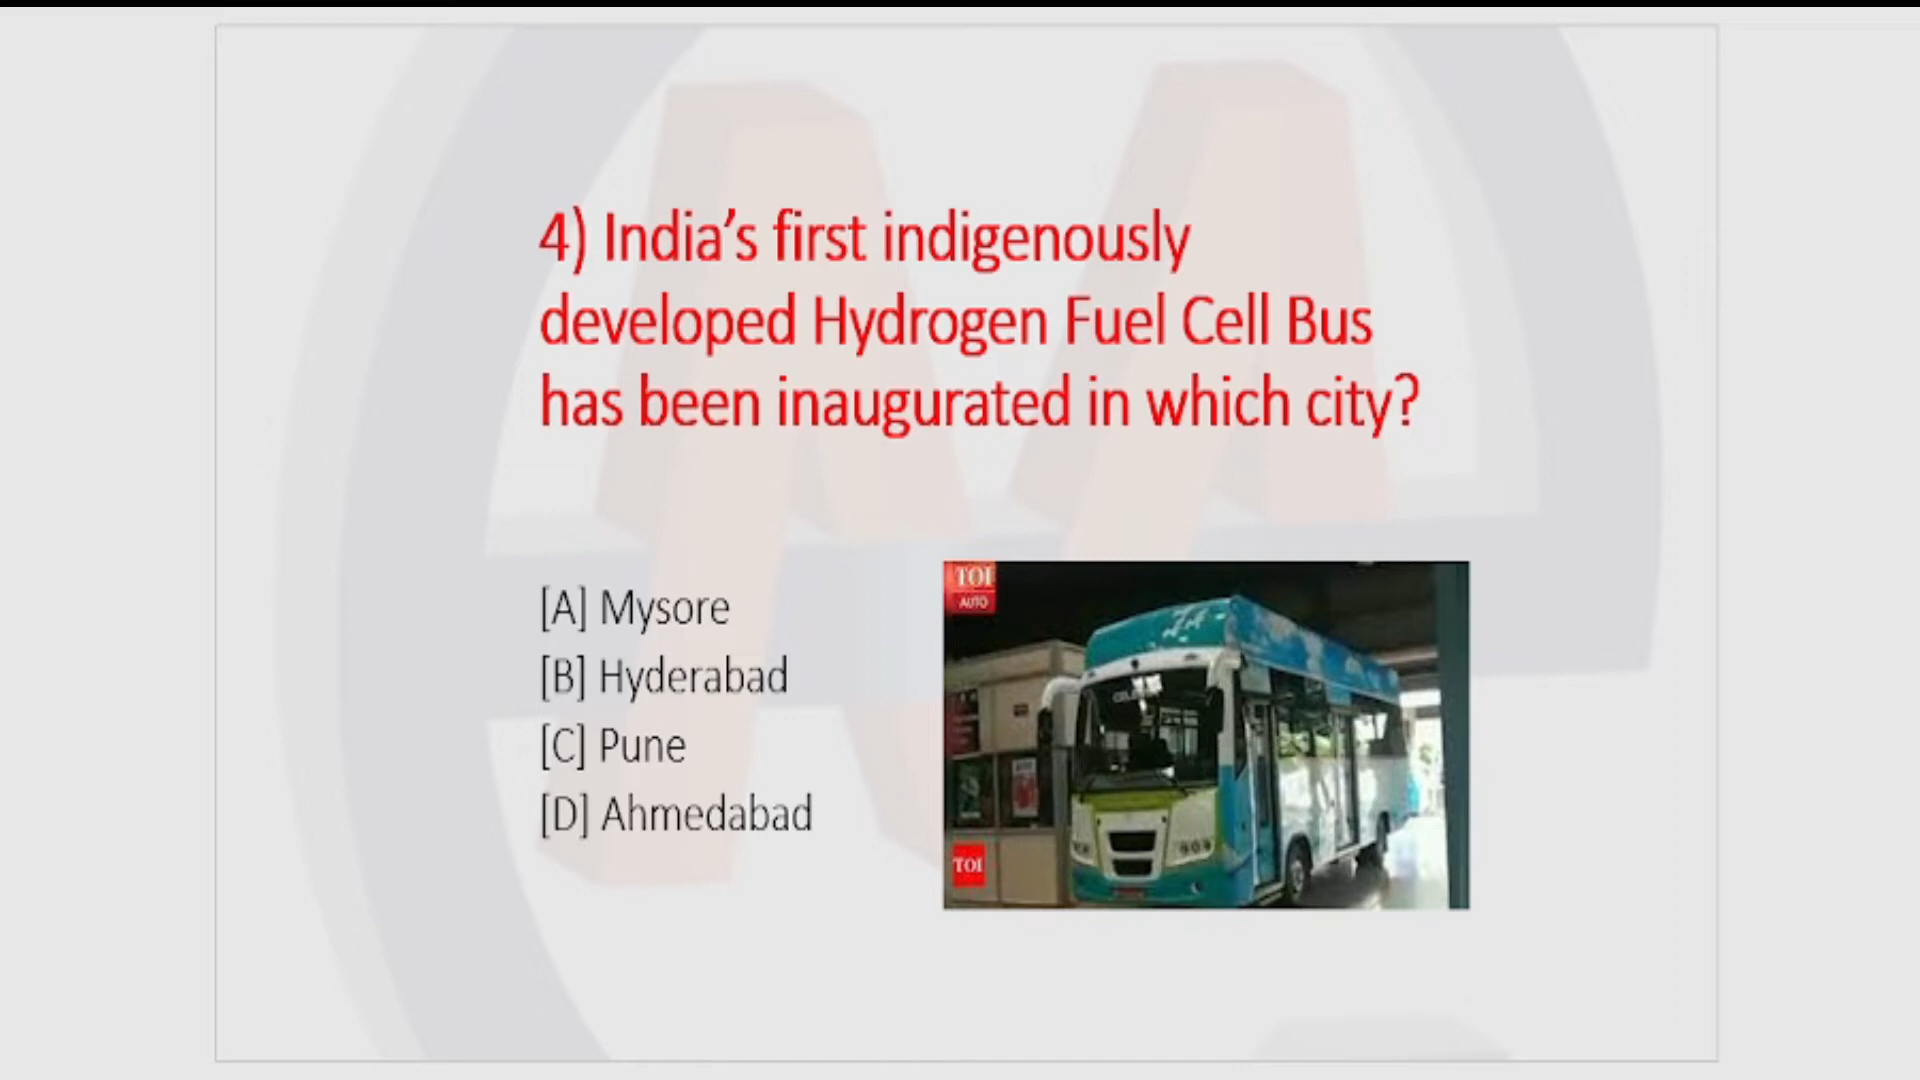 4) India’s first indigenously
developed Hydrogen Fuel Cell Bus
has been inaugurated in which city?
[A] Mysore
[B] Hyderabad
[C] Pune
[D] Ahmedabad
TOI
AUTO
TOI